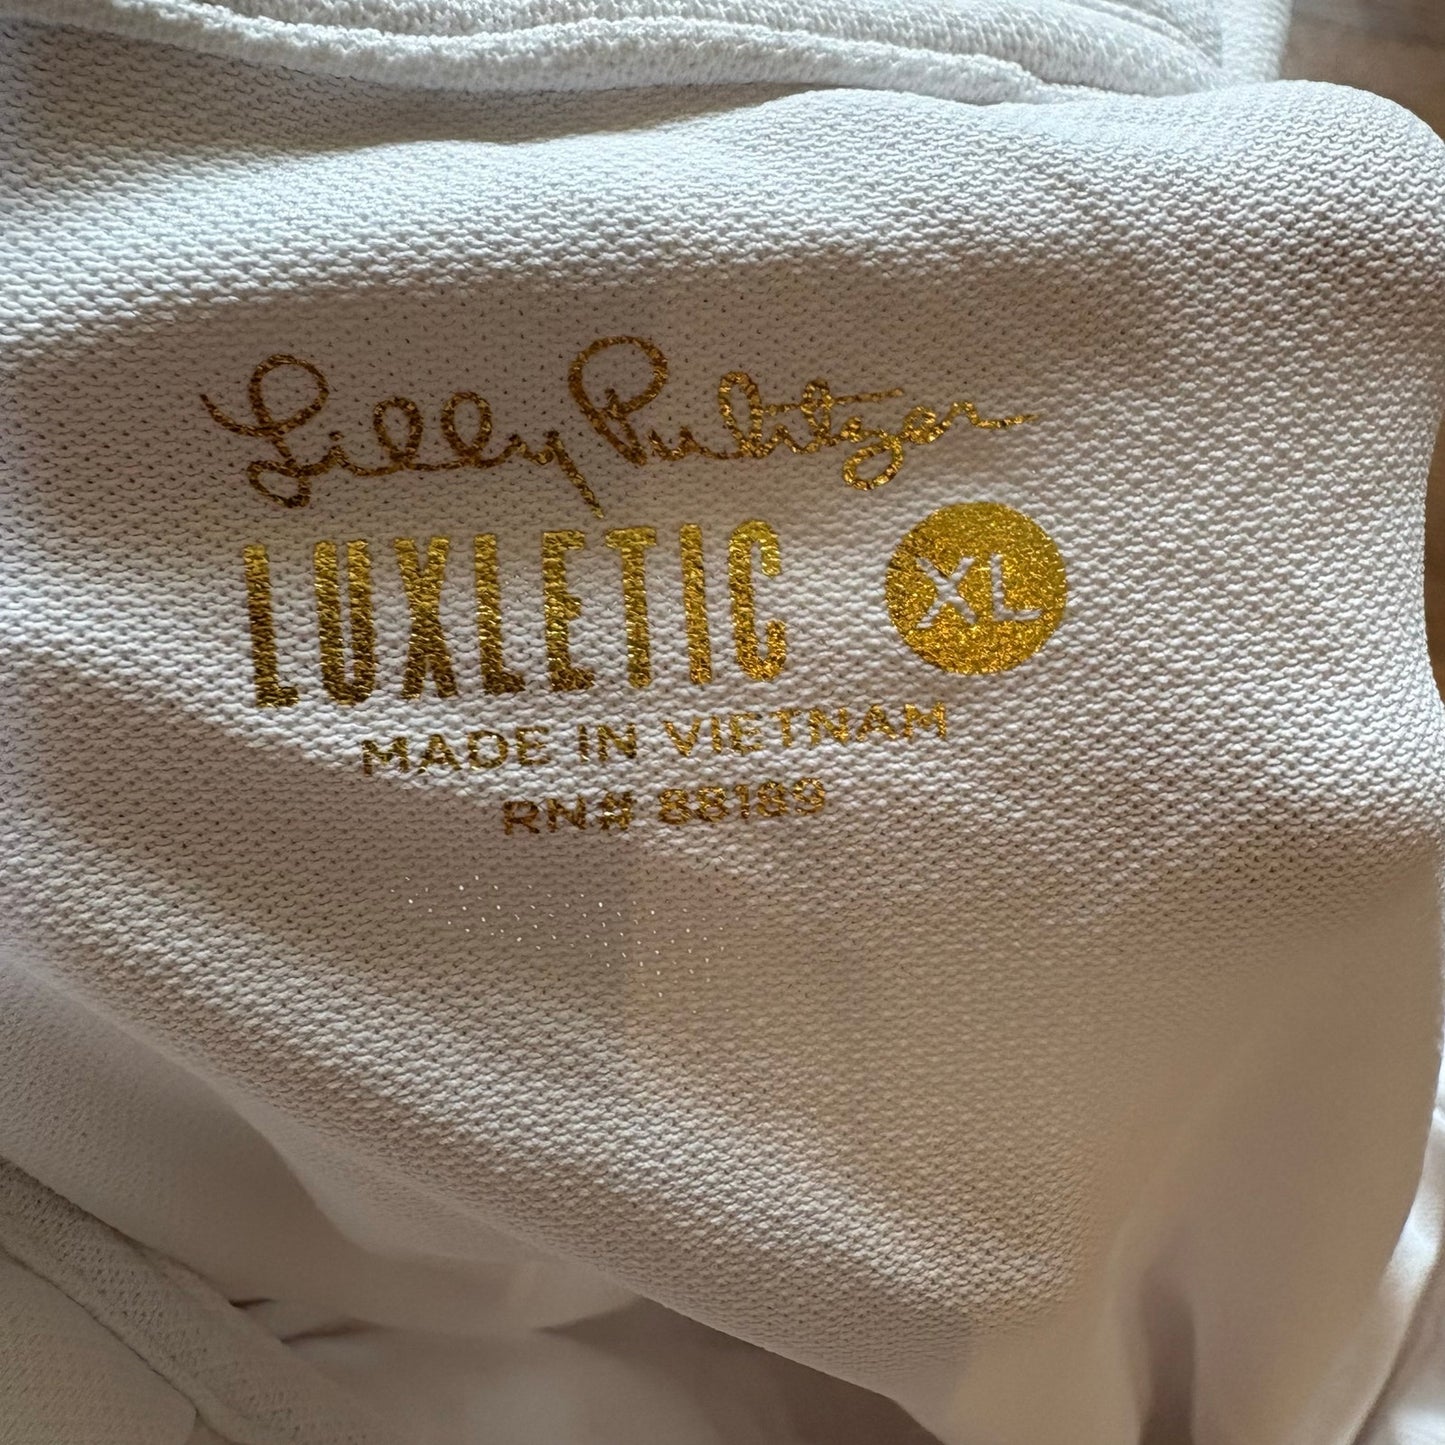 Lilly Pulitzer
LUXLETIC XL
MADE IN VIETNAM
RN# 88189